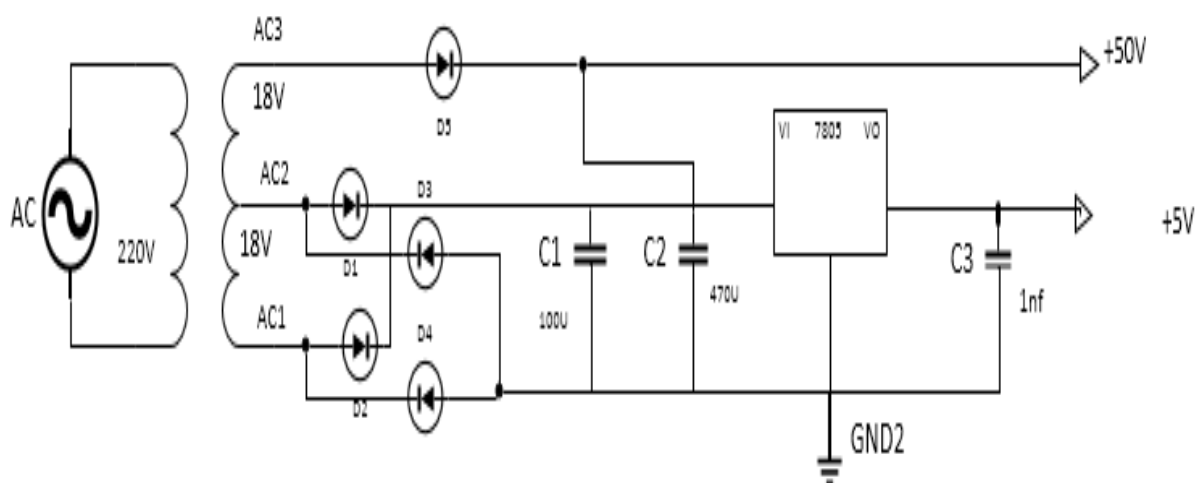 AC3
+50V
18V
D5
VI 7805 VO
AC2
D3
AC
220V
18V
+5V
C1
C2
C3
D1
470U
1nf
100U
AC1
D4
D2
GND2